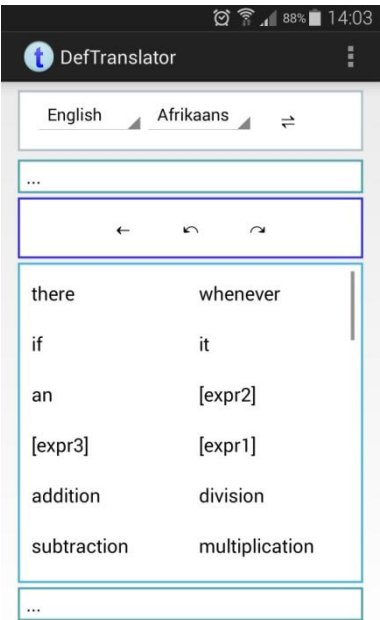 88% 14:03
t DefTranslator
English Afrikaans ⇌
...
← ↶ ↷
there whenever
if it
an [expr2]
[expr3] [expr1]
addition division
subtraction multiplication
...